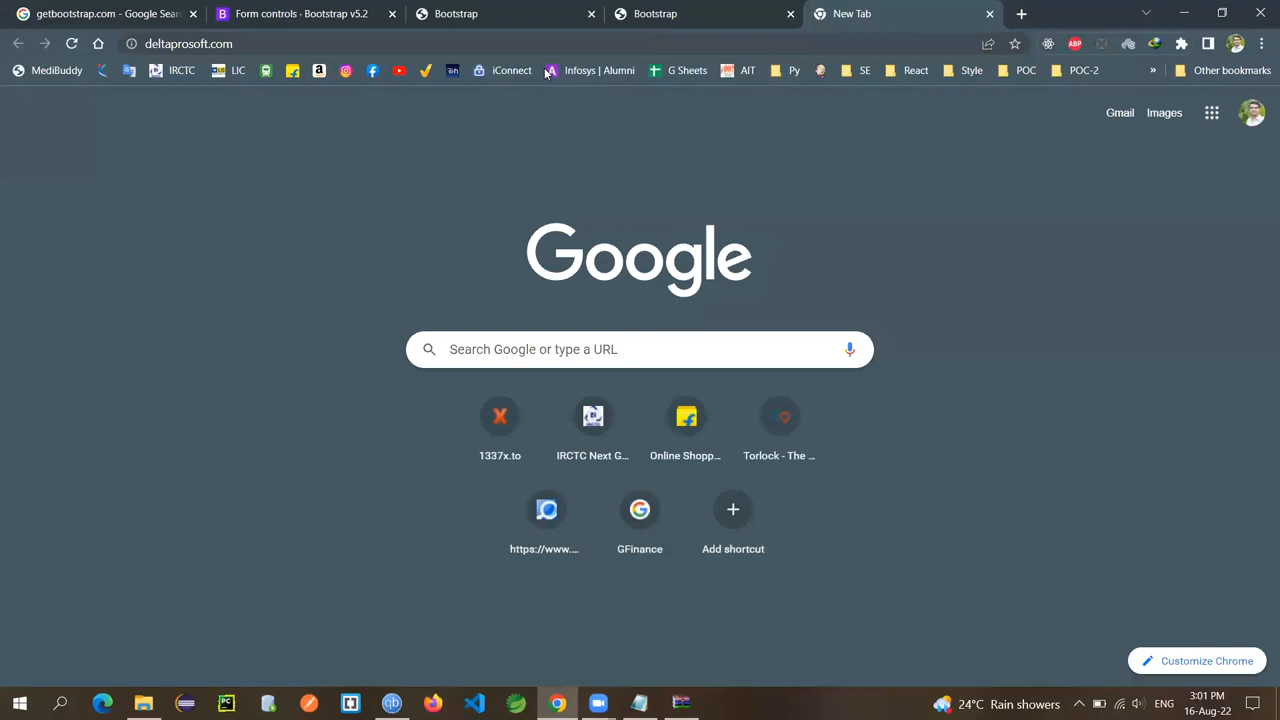 getbootstrap.com - Google Sear
Form controls · Bootstrap v5.2
Bootstrap
Bootstrap
New Tab
deltaprosoft.com
MediBuddy
IRCTC
LIC
iConnect
Infosys | Alumni
G Sheets
AIT
Py
SE
React
Style
POC
POC-2
»
Other bookmarks
Gmail
Images
Google
Search Google or type a URL
1337x.to
IRCTC Next G...
Online Shopp...
Torlock - The ...
https://www....
GFinance
Add shortcut
Customize Chrome
24°C Rain showers
ENG
3:01 PM
16-Aug-22